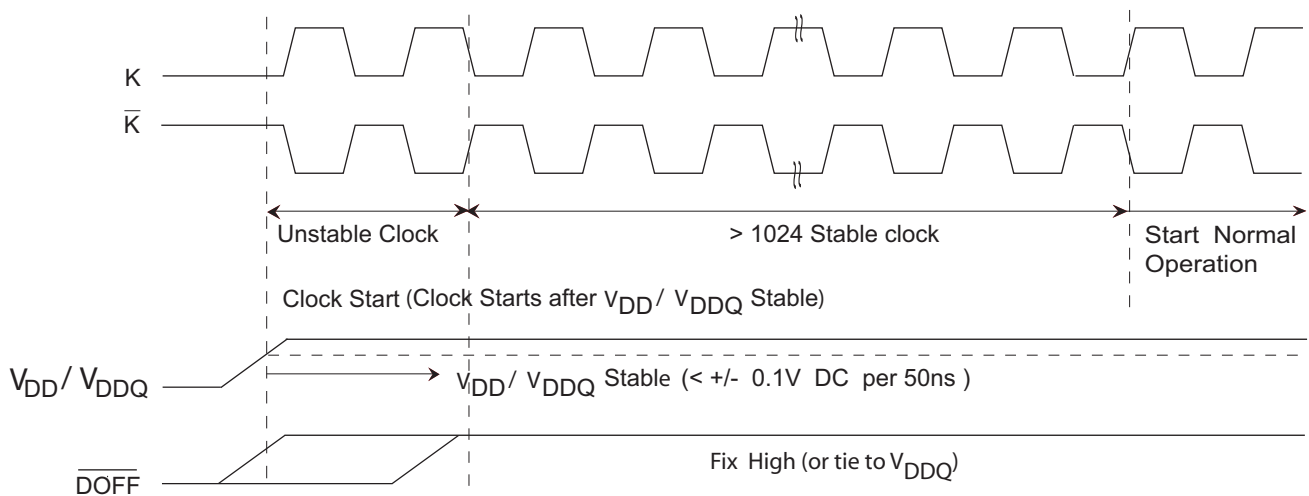 K
K̅
Unstable Clock
> 1024 Stable clock
Start Normal
Operation
Clock Start (Clock Starts after VDD / VDDQ Stable)
VDD / VDDQ
VDD / VDDQ Stable (< +/- 0.1V DC per 50ns )
Fix High (or tie to VDDQ)
D̅O̅F̅F̅